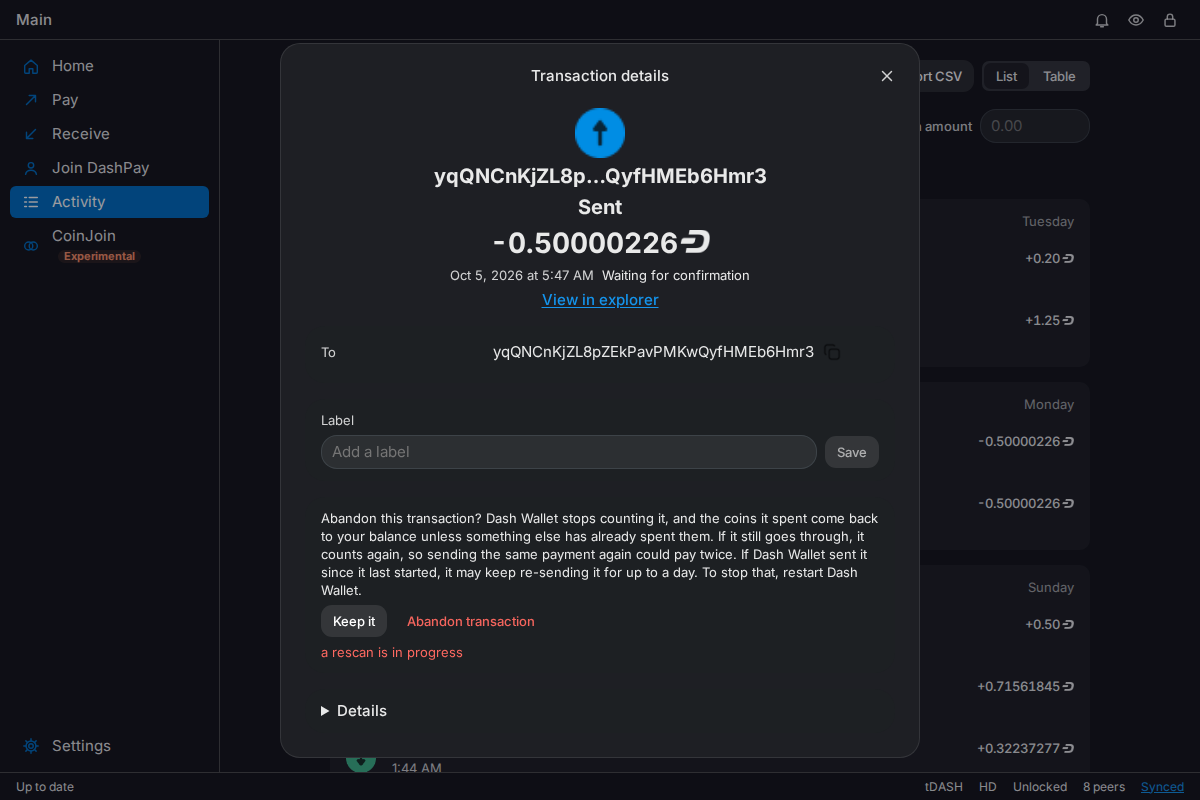 Main
Home
Pay
Receive
Join DashPay
Activity
CoinJoin
Experimental
Settings
Transaction details
yqQNCnKjZL8p...QyfHMEb6Hmr3
Sent
-0.50000226
Oct 5, 2026 at 5:47 AM Waiting for confirmation
View in explorer
To yqQNCnKjZL8pZEkPavPMKwQyfHMEb6Hmr3
Label
Add a label Save
Abandon this transaction? Dash Wallet stops counting it, and the coins it spent come back
to your balance unless something else has already spent them. If it still goes through, it
counts again, so sending the same payment again could pay twice. If Dash Wallet sent it
since it last started, it may keep re-sending it for up to a day. To stop that, restart Dash
Wallet.
Keep it Abandon transaction
a rescan is in progress
Details
CSV List Table
amount 0.00
Tuesday
+0.20
+1.25
Monday
-0.50000226
-0.50000226
Sunday
+0.50
+0.71561845
+0.32237277
1:44 AM
Up to date tDASH HD Unlocked 8 peers Synced